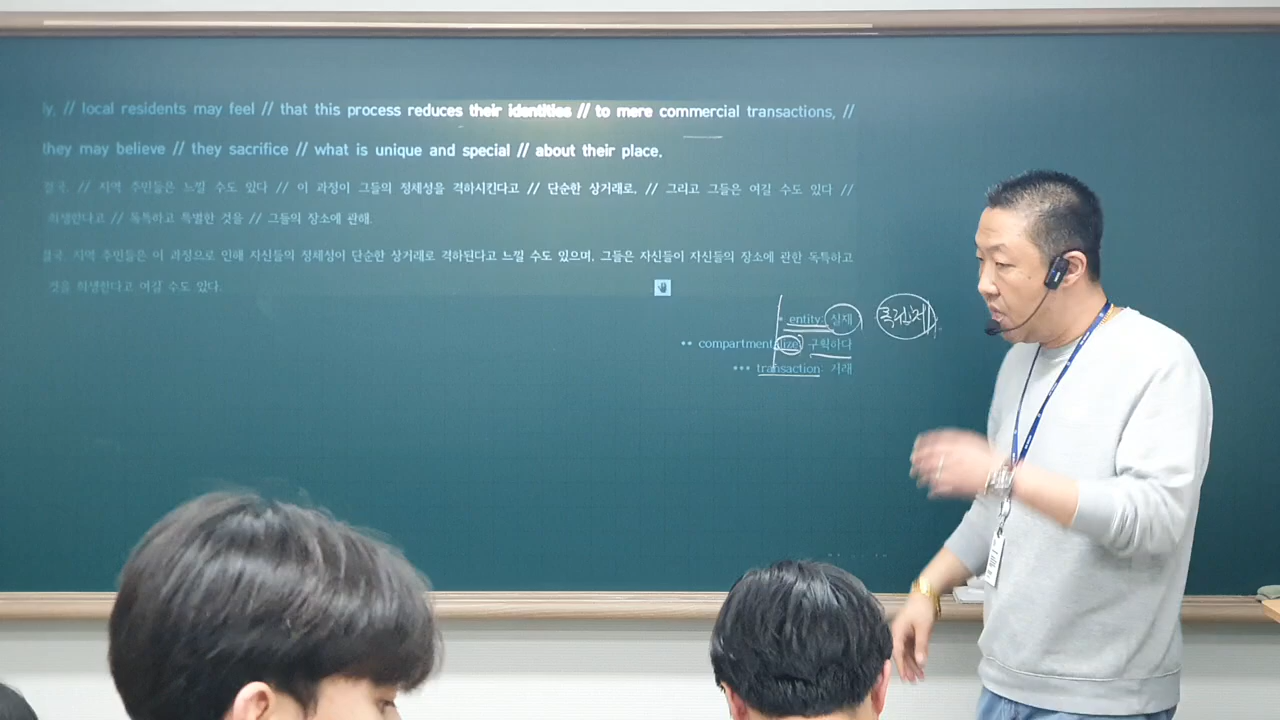 ly, // local residents may feel // that this process reduces their identities // to mere commercial transactions, //
they may believe // they sacrifice // what is unique and special // about their place.
결국, // 지역 주민들은 느낄 수도 있다 // 이 과정이 그들의 정체성을 격하시킨다고 // 단순한 상거래로, // 그리고 그들은 여길 수도 있다 //
희생한다고 // 독특하고 특별한 것을 // 그들의 장소에 관해.
결국, 지역 주민들은 이 과정으로 인해 자신들의 정체성이 단순한 상거래로 격하된다고 느낄 수도 있으며, 그들은 자신들이 자신들의 장소에 관한 독특하고
것을 희생한다고 여길 수도 있다.
* entity: 실재 독립체
** compartmentalize: 구획하다
*** transaction: 거래